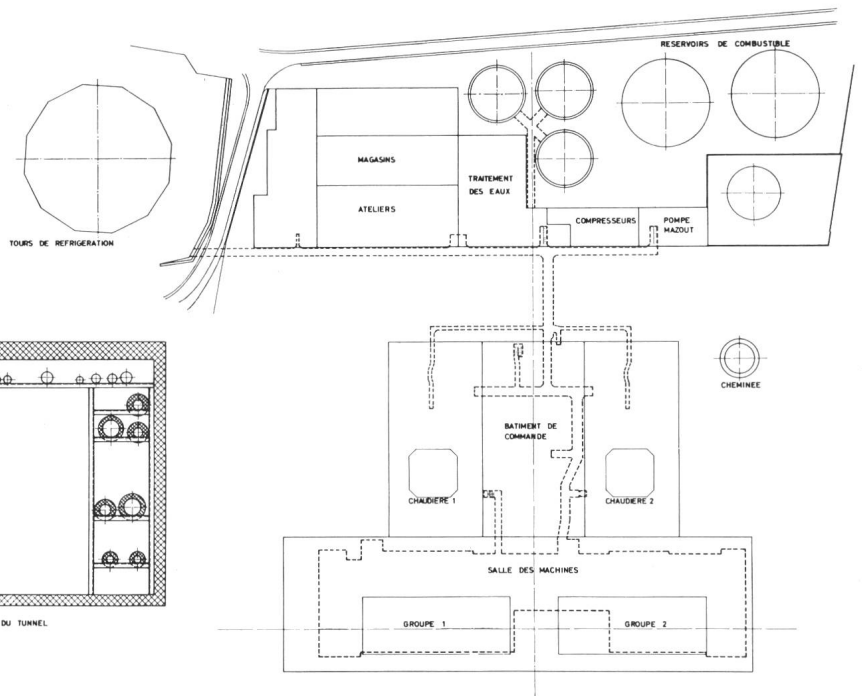 RESERVOIRS DE COMBUSTIBLE
MAGASINS
TRAITEMENT
DES EAUX
ATELIERS
COMPRESSEURS
POMPE
MAZOUT
TOURS DE REFRIGERATION
CHEMINEE
BATIMENT DE
COMMANDE
CHAUDIERE 1
CHAUDIERE 2
SALLE DES MACHINES
GROUPE 1
GROUPE 2
DU TUNNEL